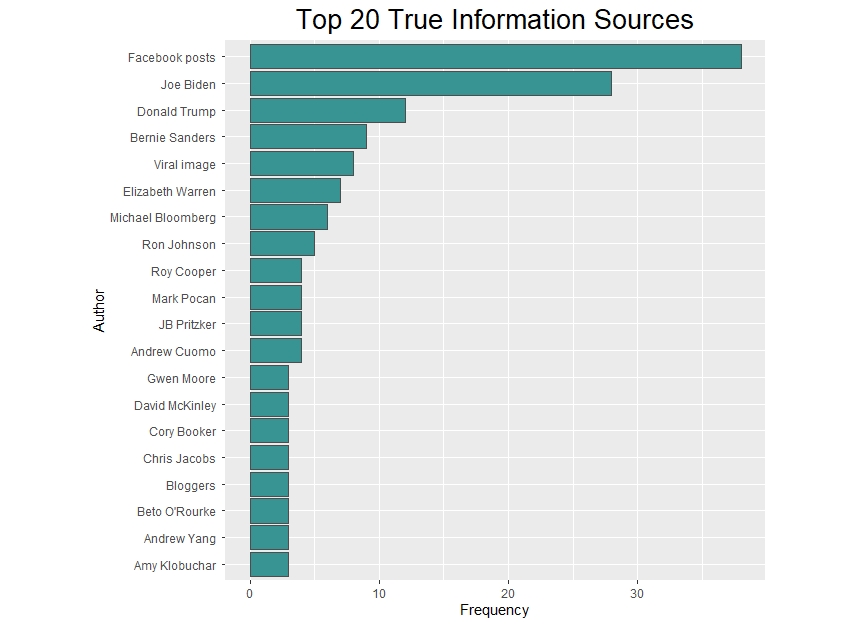 Top 20 True Information Sources
Facebook posts
Joe Biden
Donald Trump
Bernie Sanders
Viral image
Elizabeth Warren
Michael Bloomberg
Ron Johnson
Roy Cooper
Mark Pocan
JB Pritzker
Andrew Cuomo
Gwen Moore
David McKinley
Cory Booker
Chris Jacobs
Bloggers
Beto O'Rourke
Andrew Yang
Amy Klobuchar
Author
0 10 20 30
Frequency